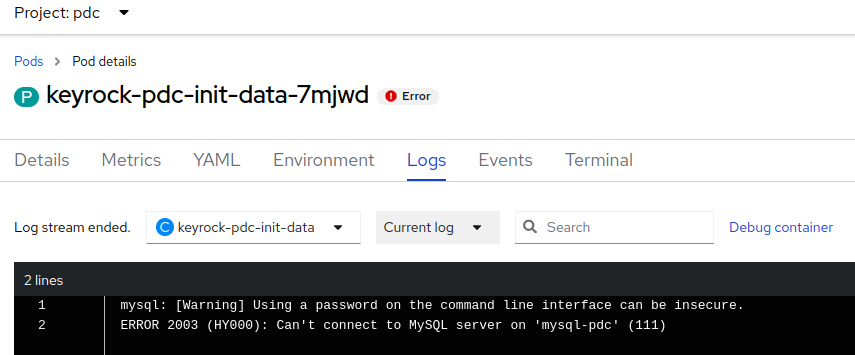 Project: pdc
Pods > Pod details
P keyrock-pdc-init-data-7mjwd Error
Details Metrics YAML Environment Logs Events Terminal
Log stream ended. C keyrock-pdc-init-data Current log Search Debug container
2 lines
1 mysql: [Warning] Using a password on the command line interface can be insecure.
2 ERROR 2003 (HY000): Can't connect to MySQL server on 'mysql-pdc' (111)